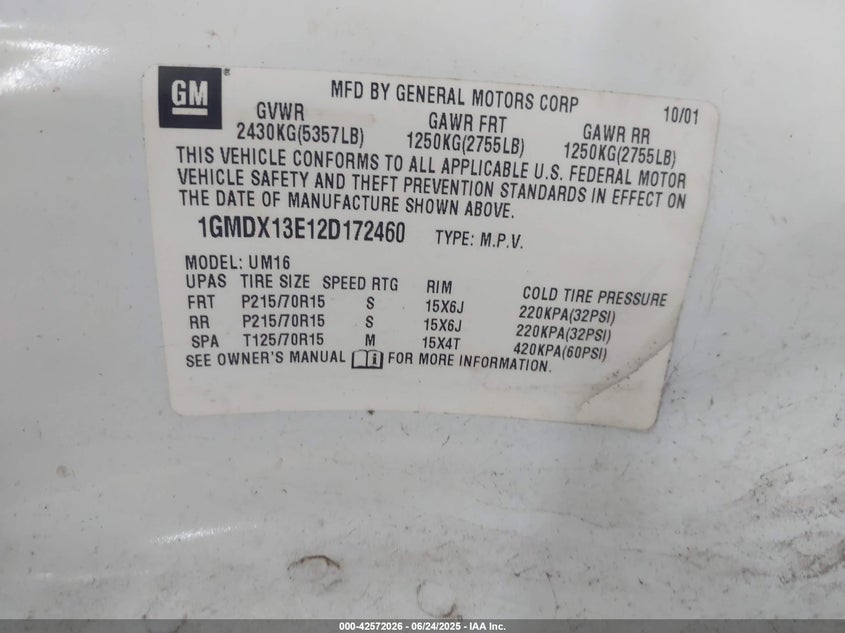 GM®
MFD BY GENERAL MOTORS CORP 10/01
GVWR GAWR FRT GAWR RR
2430KG(5357LB) 1250KG(2755LB) 1250KG(2755LB)
THIS VEHICLE CONFORMS TO ALL APPLICABLE U.S. FEDERAL MOTOR
VEHICLE SAFETY AND THEFT PREVENTION STANDARDS IN EFFECT ON
THE DATE OF MANUFACTURE SHOWN ABOVE.
1GMDX13E12D172460 TYPE: M.P.V.
MODEL: UM16
UPAS TIRE SIZE SPEED RTG RIM COLD TIRE PRESSURE
FRT P215/70R15 S 15X6J 220KPA(32PSI)
RR P215/70R15 S 15X6J 220KPA(32PSI)
SPA T125/70R15 M 15X4T 420KPA(60PSI)
SEE OWNER'S MANUAL FOR MORE INFORMATION.
000-42572026 - 06/24/2025 - IAA Inc.